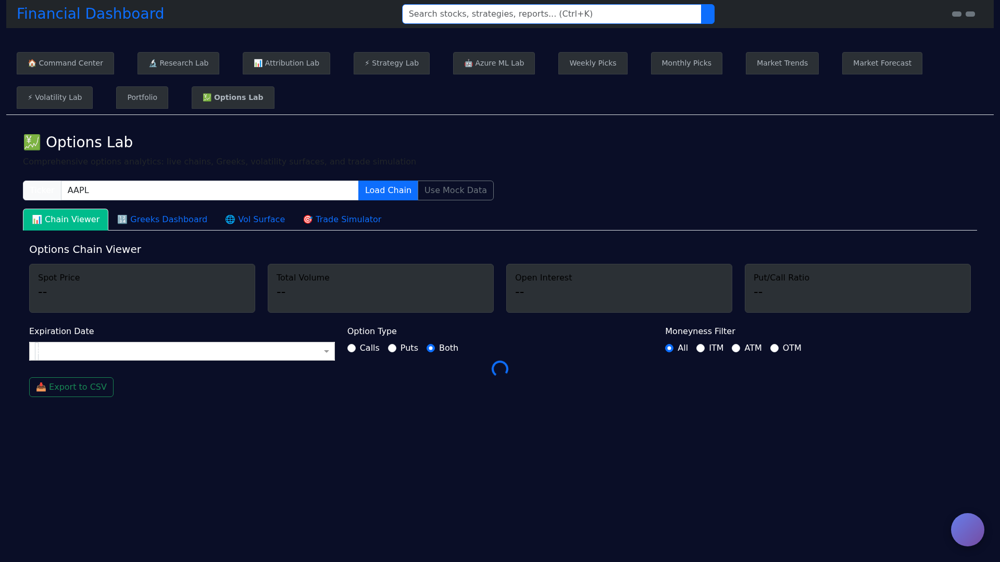 Financial Dashboard
Search stocks, strategies, reports... (Ctrl+K)
🏠 Command Center
🔬 Research Lab
📊 Attribution Lab
⚡ Strategy Lab
🤖 Azure ML Lab
Weekly Picks
Monthly Picks
Market Trends
Market Forecast
⚡ Volatility Lab
Portfolio
💹 Options Lab
💹 Options Lab
Comprehensive options analytics: live chains, Greeks, volatility surfaces, and trade simulation
Ticker
AAPL
Load Chain
Use Mock Data
📊 Chain Viewer
🔢 Greeks Dashboard
🌐 Vol Surface
🎯 Trade Simulator
Options Chain Viewer
Spot Price
Total Volume
Open Interest
Put/Call Ratio
--
--
--
--
Expiration Date
Option Type
Moneyness Filter
Calls
Puts
Both
All
ITM
ATM
OTM
📥 Export to CSV